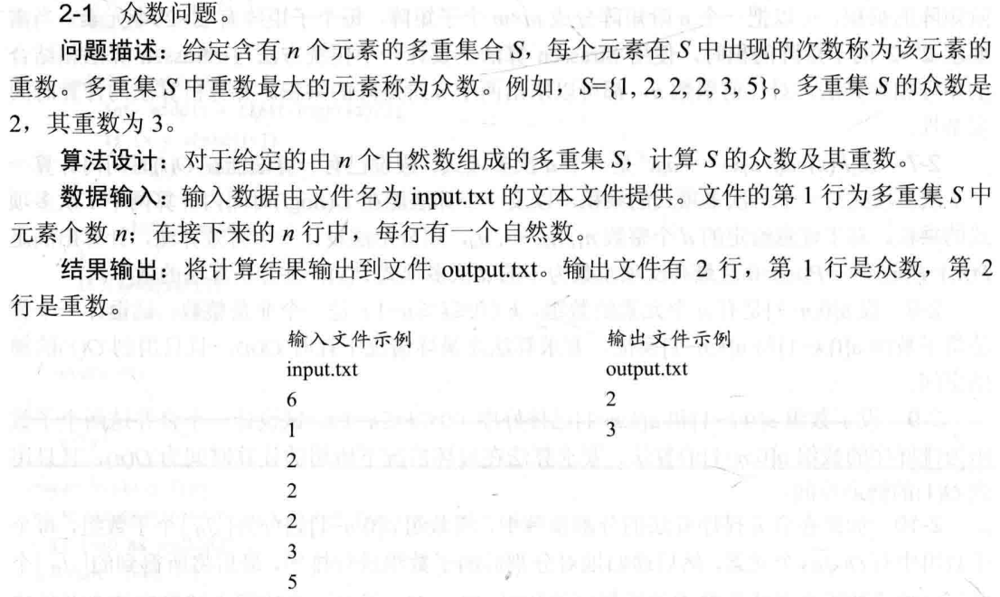 2-1 众数问题。
问题描述：给定含有 n 个元素的多重集合 S，每个元素在 S 中出现的次数称为该元素的
重数。多重集 S 中重数最大的元素称为众数。例如，S={1, 2, 2, 2, 3, 5}。多重集 S 的众数是
2，其重数为 3。
算法设计：对于给定的由 n 个自然数组成的多重集 S，计算 S 的众数及其重数。
数据输入：输入数据由文件名为 input.txt 的文本文件提供。文件的第 1 行为多重集 S 中
元素个数 n；在接下来的 n 行中，每行有一个自然数。
结果输出：将计算结果输出到文件 output.txt。输出文件有 2 行，第 1 行是众数，第 2
行是重数。
输入文件示例 输出文件示例
input.txt output.txt
6 2
1 3
2
2
2
3
5